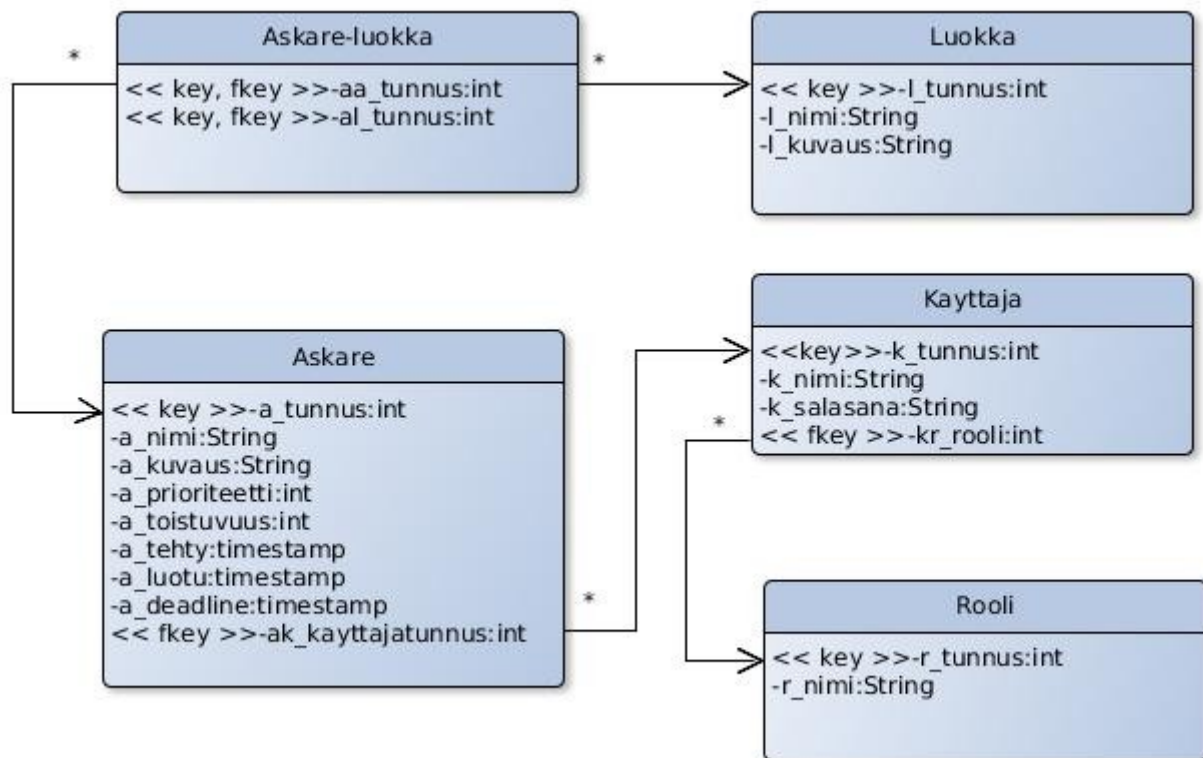 Askare-luokka
*
<< key, fkey >>-aa_tunnus:int
<< key, fkey >>-al_tunnus:int
*
Luokka
<< key >>-l_tunnus:int
-l_nimi:String
-l_kuvaus:String
Askare
<< key >>-a_tunnus:int
-a_nimi:String
-a_kuvaus:String
-a_prioriteetti:int
-a_toistuvuus:int
-a_tehty:timestamp
-a_luotu:timestamp
-a_deadline:timestamp
<< fkey >>-ak_kayttajatunnus:int
*
Kayttaja
<<key>>-k_tunnus:int
-k_nimi:String
-k_salasana:String
<< fkey >>-kr_rooli:int
*
Rooli
<< key >>-r_tunnus:int
-r_nimi:String